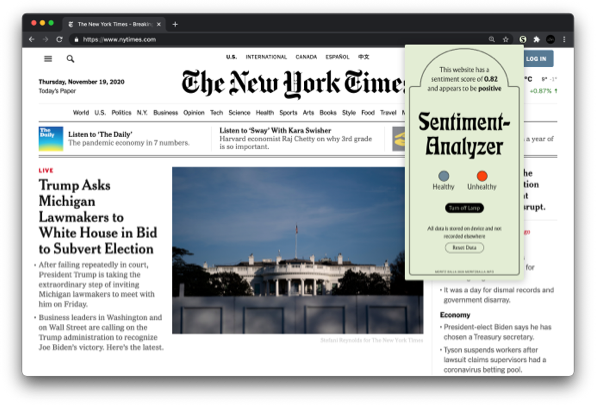 The New York Times - Breaking
https://www.nytimes.com
U.S. INTERNATIONAL CANADA ESPAÑOL 中文
LOG IN
Thursday, November 19, 2020
Today's Paper
The New York Times
°C
+0.87% ↑
World U.S. Politics N.Y. Business Opinion Tech Science Health Sports Arts Books Style Food Travel
The Daily
Listen to 'The Daily'
The pandemic economy in 7 numbers.
Listen to 'Sway' With Kara Swisher
Harvard economist Raj Chetty on why 3rd grade
is so important.
a year of
LIVE
Trump Asks
Michigan
Lawmakers to
White House in Bid
to Subvert Election
• After failing repeatedly in court,
President Trump is taking the
extraordinary step of inviting
Michigan lawmakers to meet with
him on Friday.
• Business leaders in Washington and
on Wall Street are calling on the
Trump administration to recognize
Joe Biden's victory. Here's the latest.
Stefani Reynolds for The New York Times
This website has a
sentiment score of 0.82
and appears to be positive
Sentiment-
Analyzer
Healthy Unhealthy
Turn off Lamp
All data is stored on device and not
recorded elsewhere
Reset Data
for
• It was a day for dismal records and
government disarray.
Economy
• President-elect Biden says he has
chosen a Treasury secretary.
• Tyson suspends workers after
lawsuit claims supervisors had a
coronavirus betting pool.